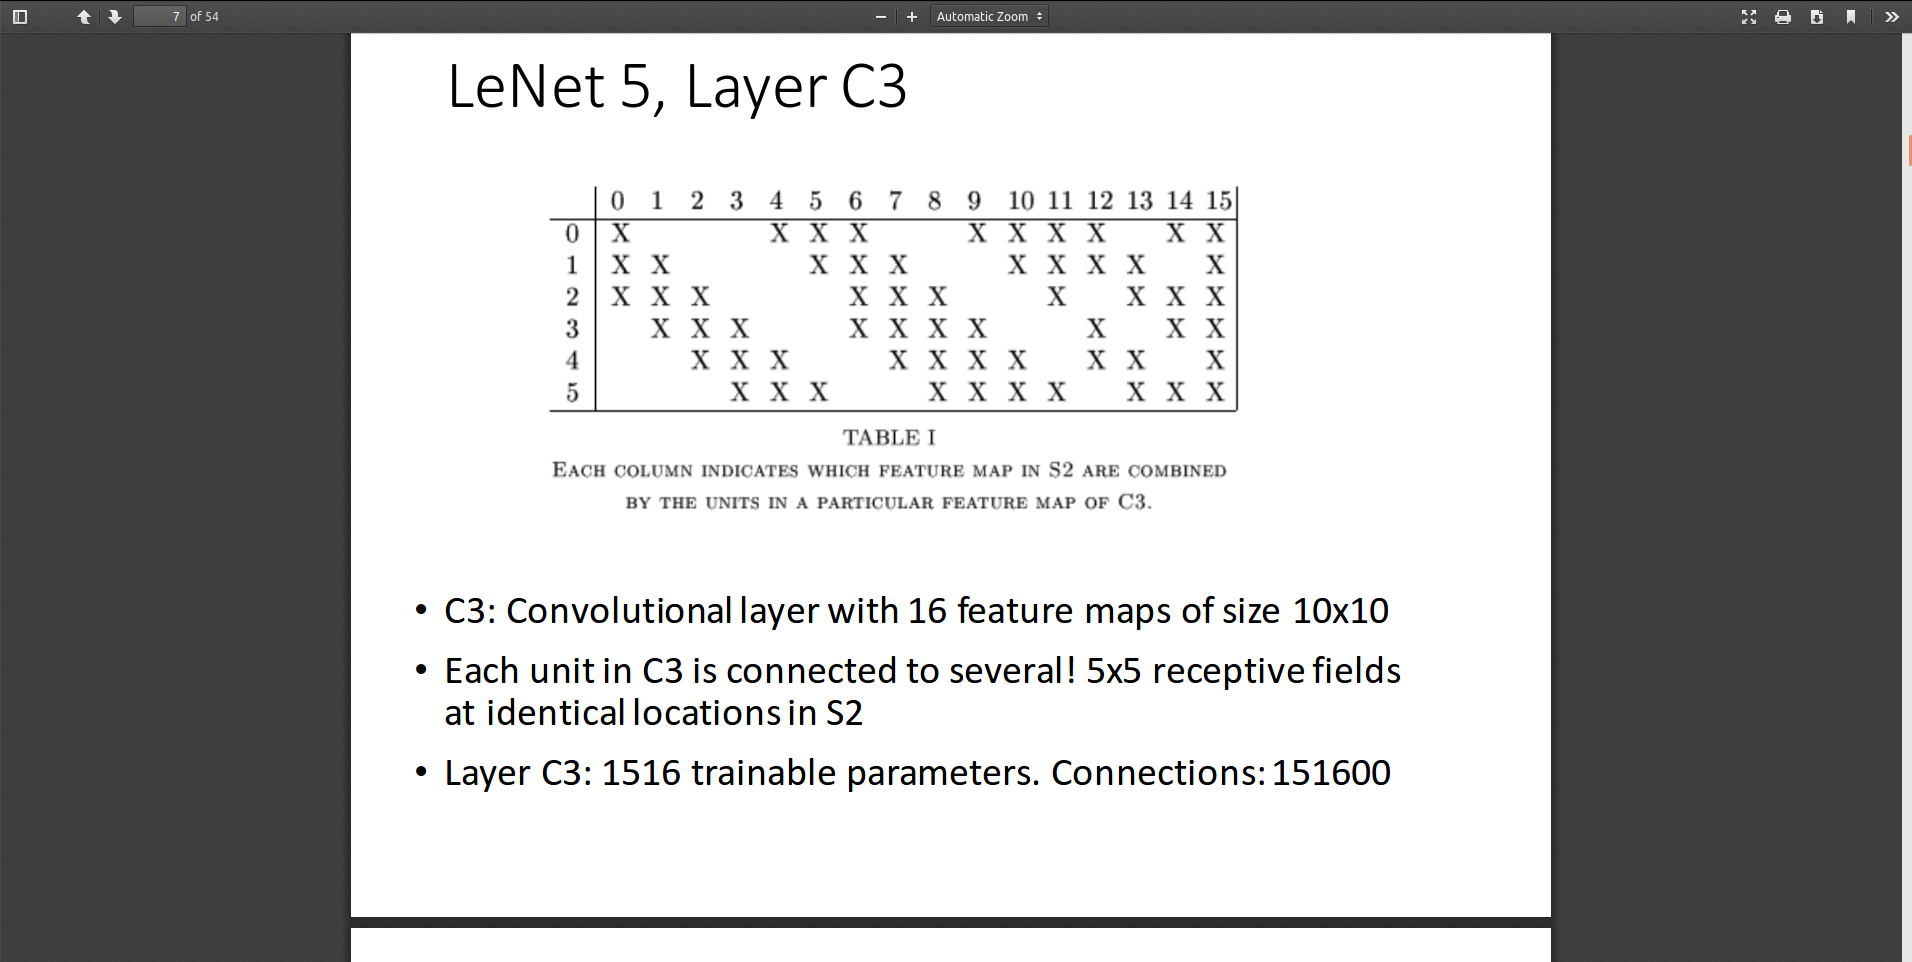 7 of 54
Automatic Zoom
LeNet 5, Layer C3
0 1 2 3 4 5 6 7 8 9 10 11 12 13 14 15
0 X X X X X X X X X X
1 X X X X X X X X X X
2 X X X X X X X X X X
3 X X X X X X X X X X
4 X X X X X X X X X X
5 X X X X X X X X X X
TABLE I
Each column indicates which feature map in S2 are combined
by the units in a particular feature map of C3.
• C3: Convolutional layer with 16 feature maps of size 10x10
• Each unit in C3 is connected to several! 5x5 receptive fields
at identical locations in S2
• Layer C3: 1516 trainable parameters. Connections: 151600